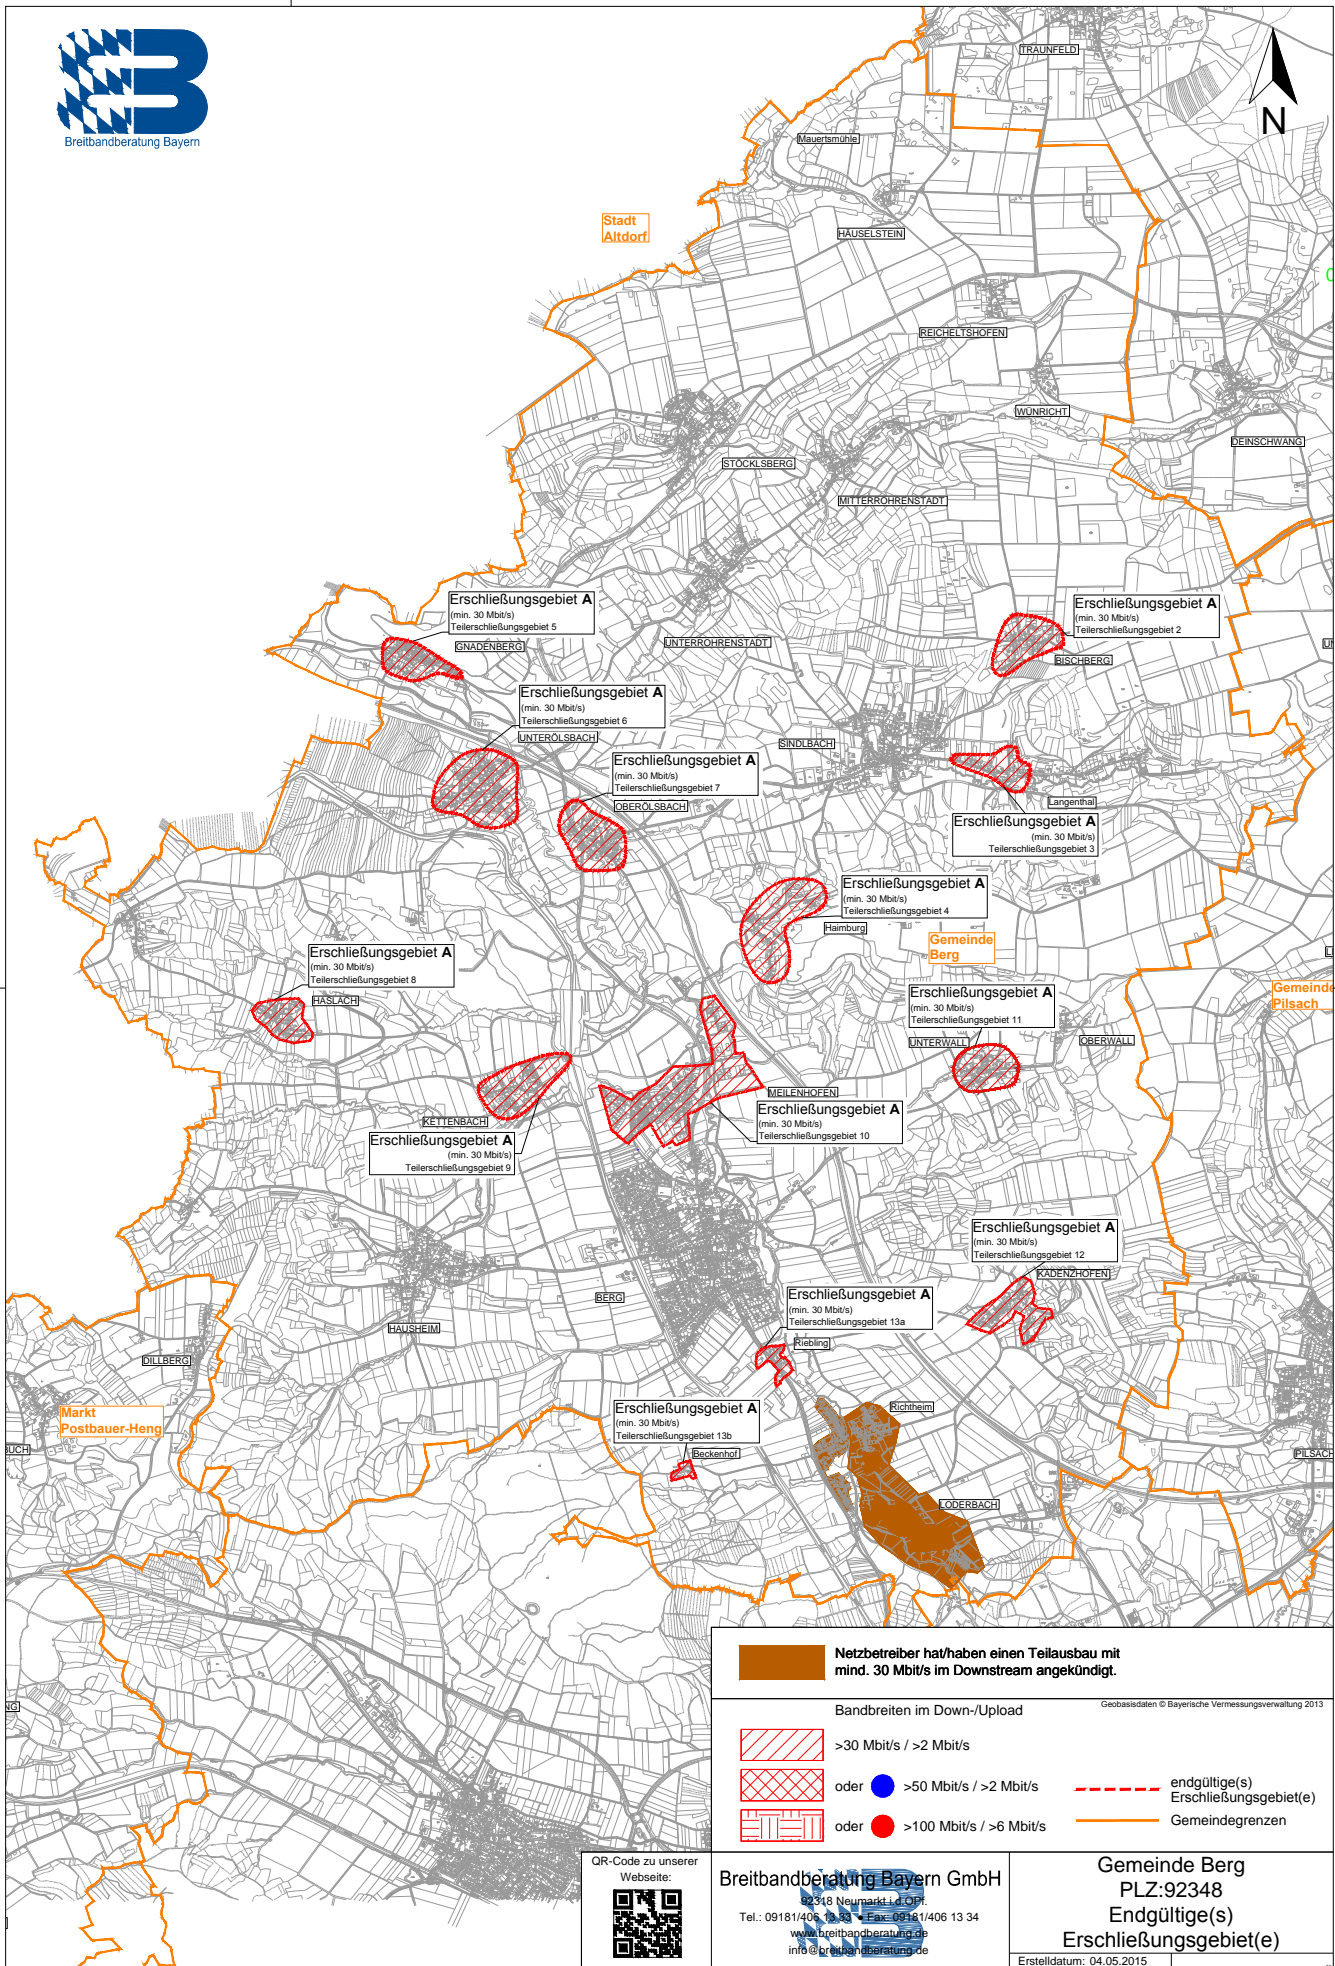 Breitbandberatung Bayern
TRAUNFELD
N
Mauertsmühle
Stadt
Altdorf
HÄUSELSTEIN
REICHELTSHOFEN
WÜNRICHT
DEINSCHWANG
STÖCKLSBERG
MITTERROHRENSTADT
Erschließungsgebiet A
(min. 30 Mbit/s)
Teilerschließungsgebiet 5
GNADENBERG
UNTERROHRENSTADT
Erschließungsgebiet A
(min. 30 Mbit/s)
Teilerschließungsgebiet 2
BISCHBERG
Erschließungsgebiet A
(min. 30 Mbit/s)
Teilerschließungsgebiet 6
UNTERÖLSBACH
SINDLBACH
Erschließungsgebiet A
(min. 30 Mbit/s)
Teilerschließungsgebiet 7
OBERÖLSBACH
Langenthal
Erschließungsgebiet A
(min. 30 Mbit/s)
Teilerschließungsgebiet 3
Erschließungsgebiet A
(min. 30 Mbit/s)
Teilerschließungsgebiet 4
Haimburg
Gemeinde
Berg
Erschließungsgebiet A
(min. 30 Mbit/s)
Teilerschließungsgebiet 8
HASLACH
Gemeinde
Pilsach
Erschließungsgebiet A
(min. 30 Mbit/s)
Teilerschließungsgebiet 11
UNTERWALL
OBERWALL
MEILENHOFEN
Erschließungsgebiet A
(min. 30 Mbit/s)
Teilerschließungsgebiet 10
KETTENBACH
Erschließungsgebiet A
(min. 30 Mbit/s)
Teilerschließungsgebiet 9
Erschließungsgebiet A
(min. 30 Mbit/s)
Teilerschließungsgebiet 12
KADENZHOFEN
BERG
Erschließungsgebiet A
(min. 30 Mbit/s)
Teilerschließungsgebiet 13a
Riebling
HAUSHEIM
DILLBERG
Markt
Postbauer-Heng
BUCH
Erschließungsgebiet A
(min. 30 Mbit/s)
Teilerschließungsgebiet 13b
Beckenhof
Richtheim
PILSACH
LODERBACH
Netzbetreiber hat/haben einen Teilausbau mit
mind. 30 Mbit/s im Downstream angekündigt.
Geobasisdaten © Bayerische Vermessungsverwaltung 2013
Bandbreiten im Down-/Upload
>30 Mbit/s / >2 Mbit/s
oder >50 Mbit/s / >2 Mbit/s
oder >100 Mbit/s / >6 Mbit/s
endgültige(s)
Erschließungsgebiet(e)
Gemeindegrenzen
QR-Code zu unserer
Webseite:
Breitbandberatung Bayern GmbH
92318 Neumarkt i.d.OPf.
Tel.: 09181/406 13 33 • Fax: 09181/406 13 34
www.breitbandberatung.de
info@breitbandberatung.de
Gemeinde Berg
PLZ:92348
Endgültige(s)
Erschließungsgebiet(e)
Erstelldatum: 04.05.2015